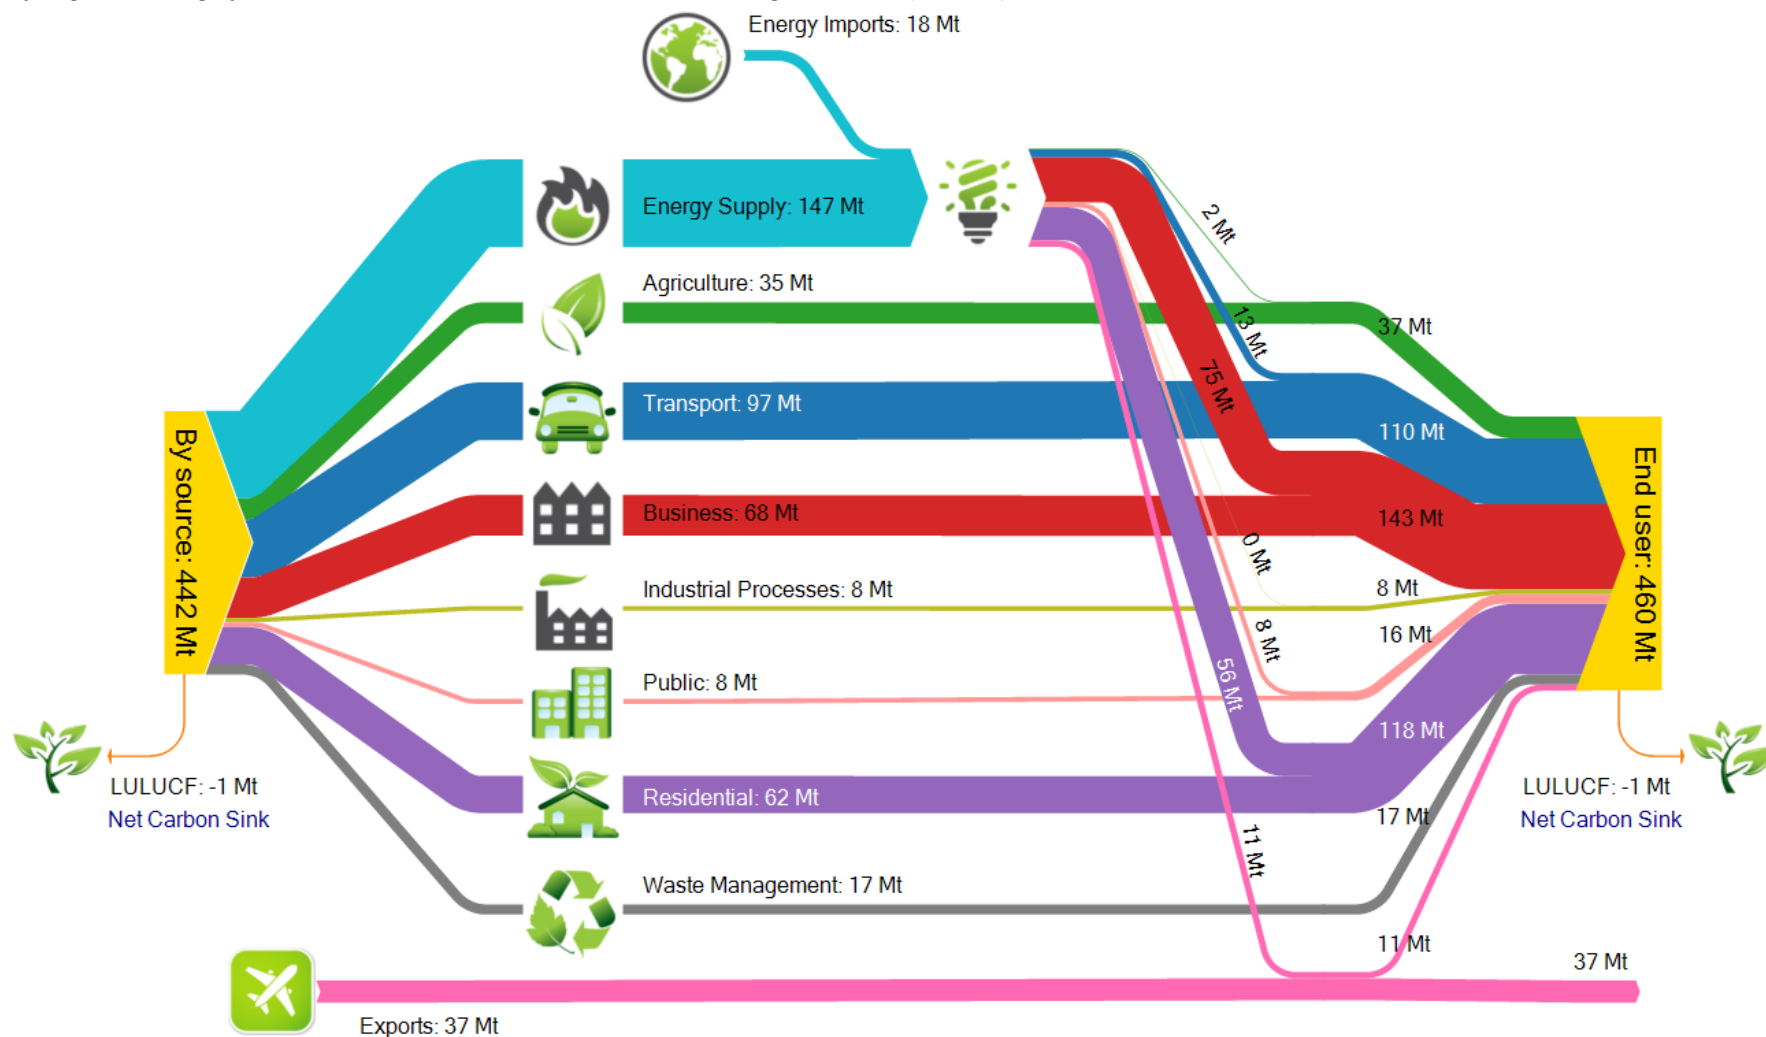 Energy Imports: 18 Mt
Energy Supply: 147 Mt
2 Mt
Agriculture: 35 Mt
13 Mt
37 Mt
75 Mt
Transport: 97 Mt
110 Mt
By source: 442 Mt
End user: 460 Mt
Business: 68 Mt
143 Mt
0 Mt
Industrial Processes: 8 Mt
8 Mt
8 Mt
16 Mt
Public: 8 Mt
56 Mt
118 Mt
LULUCF: -1 Mt
Net Carbon Sink
Residential: 62 Mt
17 Mt
LULUCF: -1 Mt
Net Carbon Sink
11 Mt
Waste Management: 17 Mt
11 Mt
37 Mt
Exports: 37 Mt